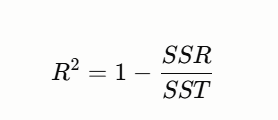 R² = 1 − SSR/SST